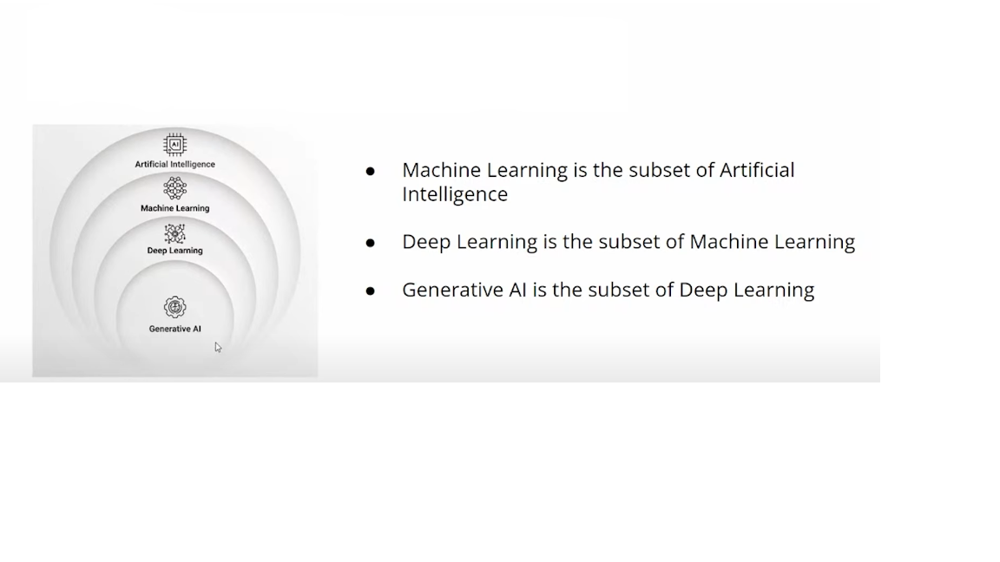 AI
Artificial Intelligence
Machine Learning
Deep Learning
Generative AI
● Machine Learning is the subset of Artificial
Intelligence
● Deep Learning is the subset of Machine Learning
● Generative AI is the subset of Deep Learning